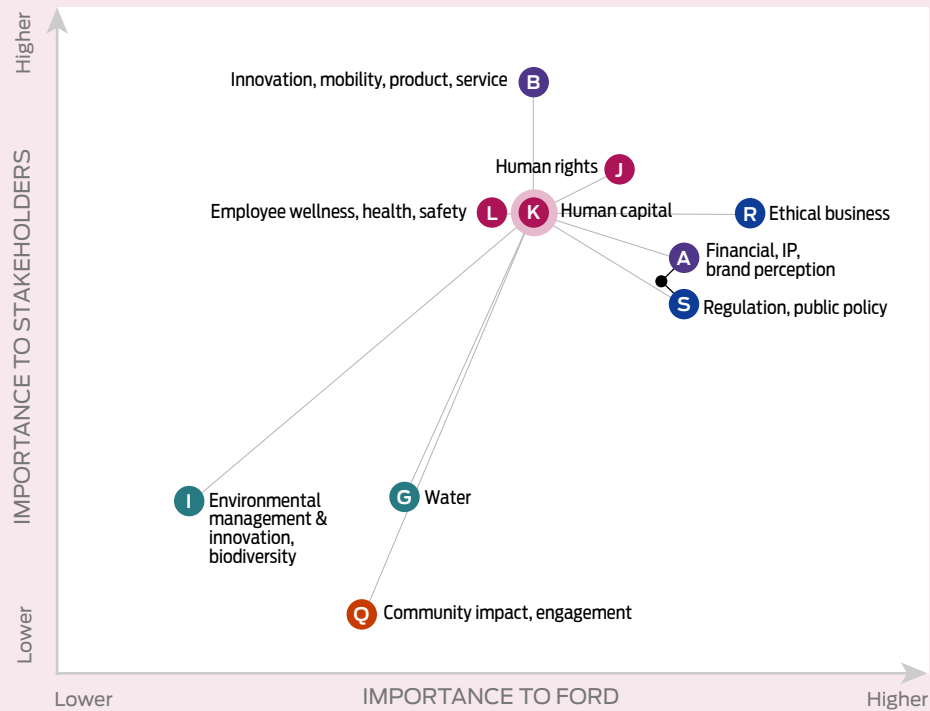 Higher
IMPORTANCE TO STAKEHOLDERS
Lower
Innovation, mobility, product, service
B
Human rights
J
Employee wellness, health, safety
L
K
Human capital
R
Ethical business
A
Financial, IP,
brand perception
S
Regulation, public policy
I
Environmental
management &
innovation,
biodiversity
G
Water
Q
Community impact, engagement
Lower
IMPORTANCE TO FORD
Higher